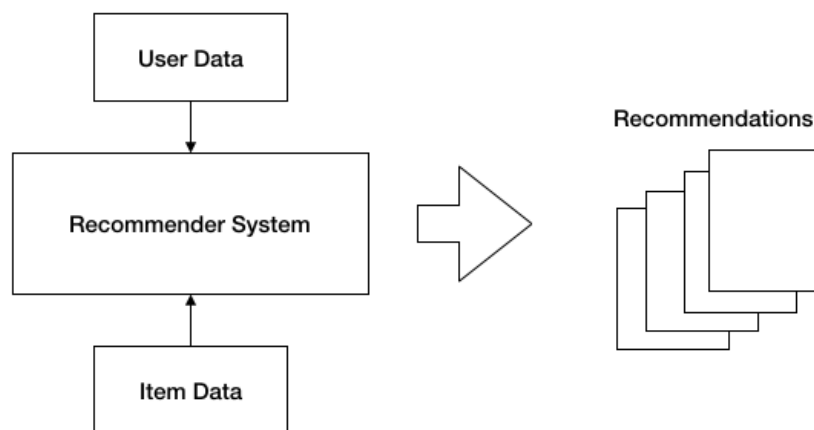 User Data
Recommendations
Recommender System
Item Data